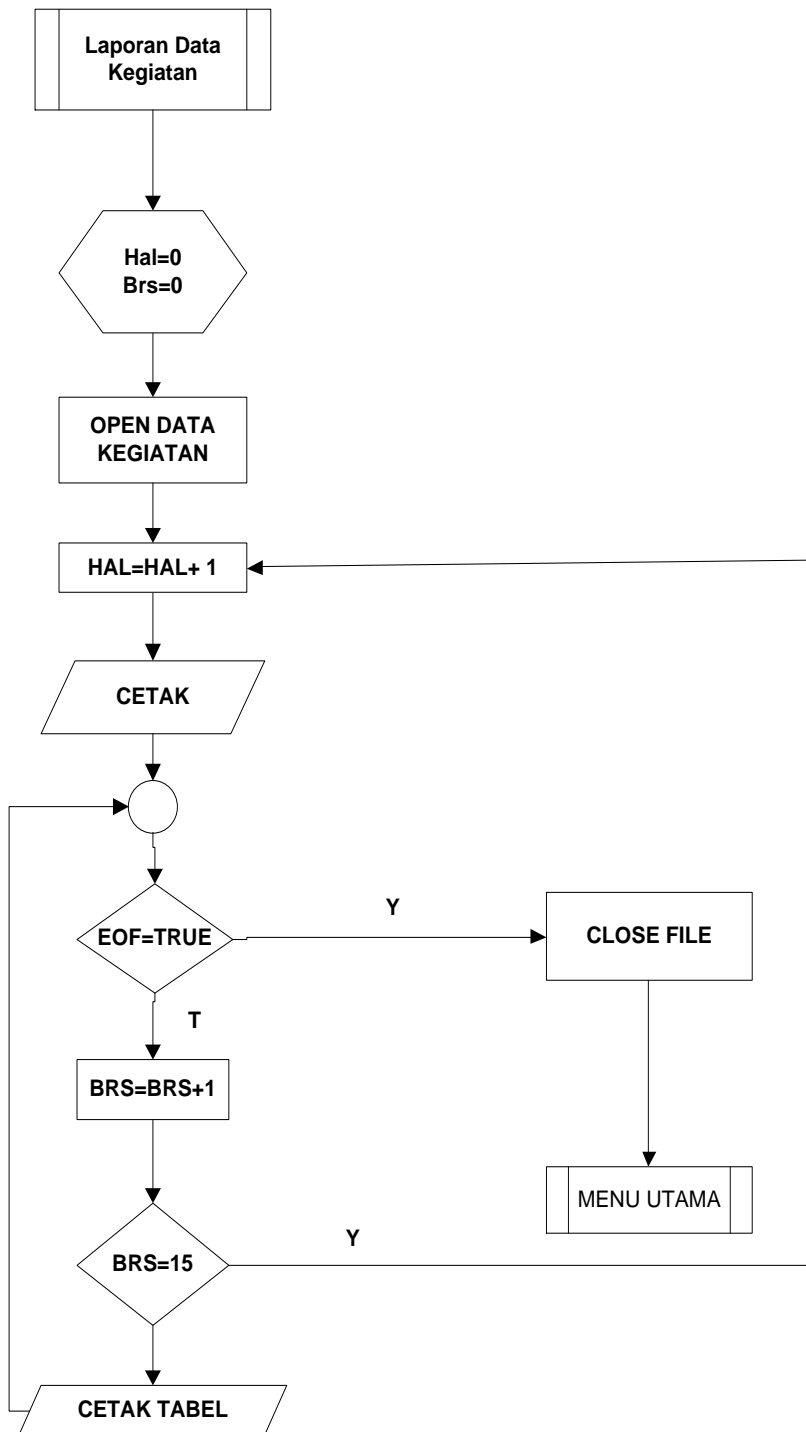 Laporan Data
Kegiatan
Hal=0
Brs=0
OPEN DATA
KEGIATAN
HAL=HAL+ 1
CETAK
EOF=TRUE
Y
CLOSE FILE
T
BRS=BRS+1
MENU UTAMA
BRS=15
Y
CETAK TABEL